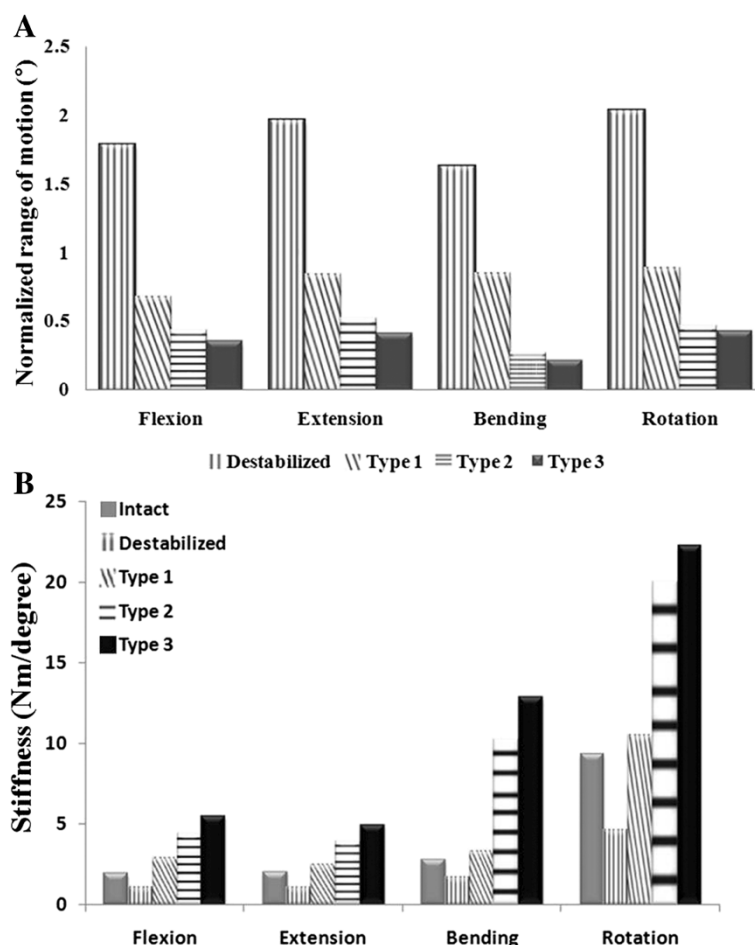 A
Normalized range of motion (°)
2.5
2
1.5
1
0.5
0
Flexion Extension Bending Rotation
Destabilized Type 1 Type 2 Type 3
B
Stiffness (Nm/degree)
25
20
15
10
5
0
Intact
Destabilized
Type 1
Type 2
Type 3
Flexion Extension Bending Rotation